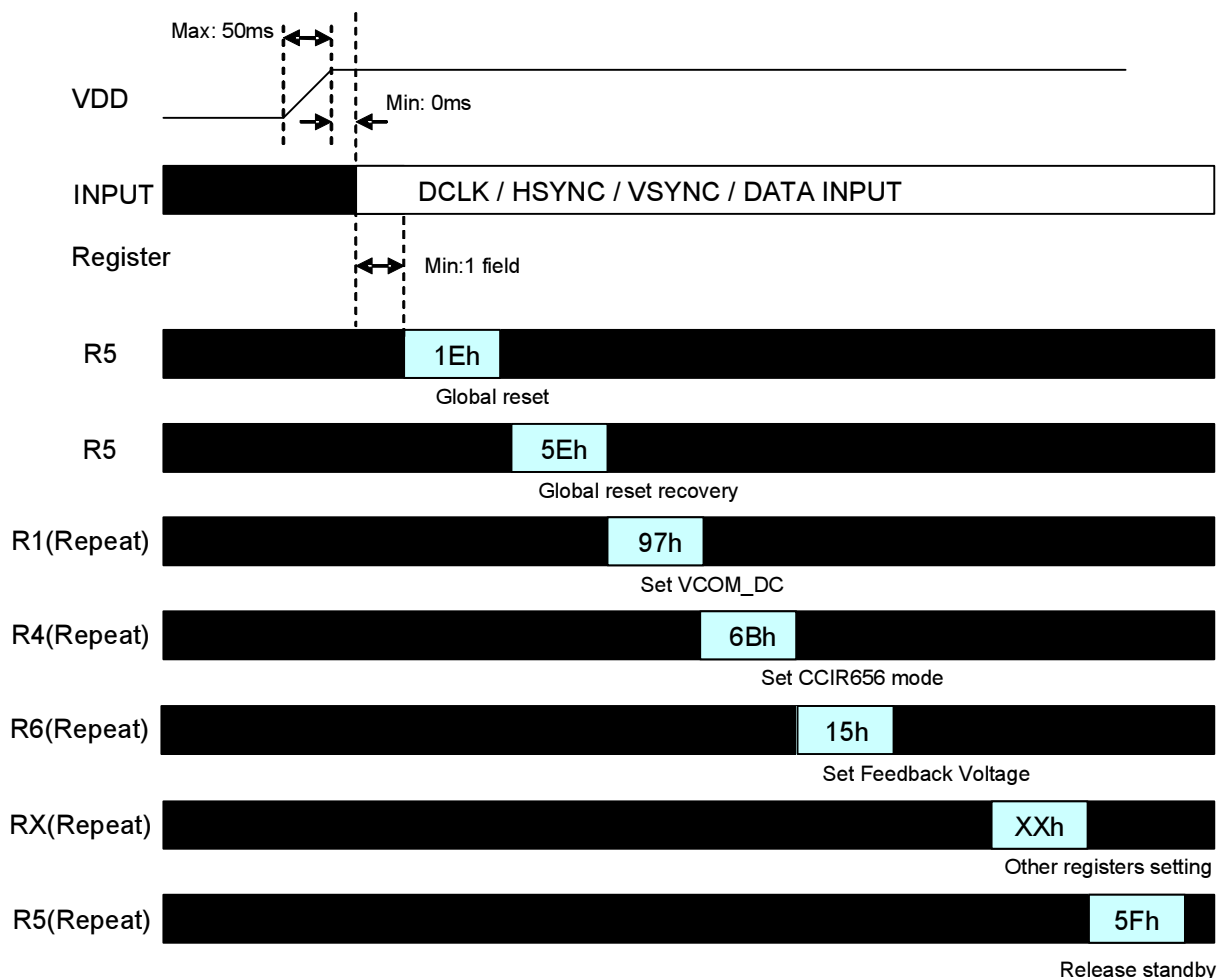 Max: 50ms
VDD
Min: 0ms
INPUT
DCLK / HSYNC / VSYNC / DATA INPUT
Register
Min:1 field
R5
1Eh
Global reset
R5
5Eh
Global reset recovery
R1(Repeat)
97h
Set VCOM_DC
R4(Repeat)
6Bh
Set CCIR656 mode
R6(Repeat)
15h
Set Feedback Voltage
RX(Repeat)
XXh
Other registers setting
R5(Repeat)
5Fh
Release standby